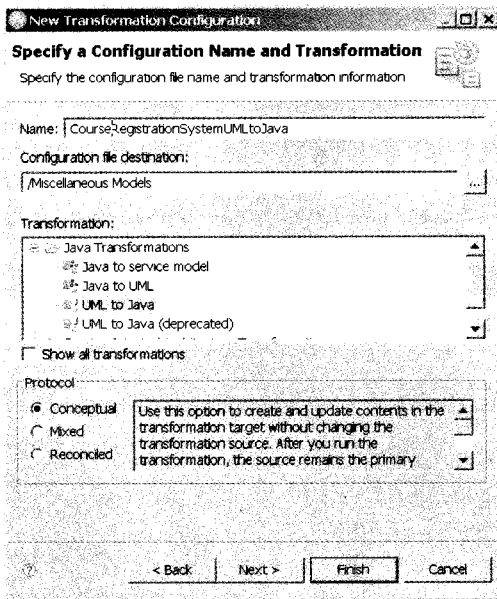 New Transformation Configuration
Specify a Configuration Name and Transformation
Specify the configuration file name and transformation information
Name: CourseRegistrationSystemUMLtoJava
Configuration file destination:
/Miscellaneous Models
...
Transformation:
Java Transformations
Java to service model
Java to UML
UML to Java
UML to Java (deprecated)
Show all transformations
Protocol
Conceptual
Mixed
Reconciled
Use this option to create and update contents in the
transformation target without changing the
transformation source. After you run the
transformation, the source remains the primary
< Back
Next >
Finish
Cancel